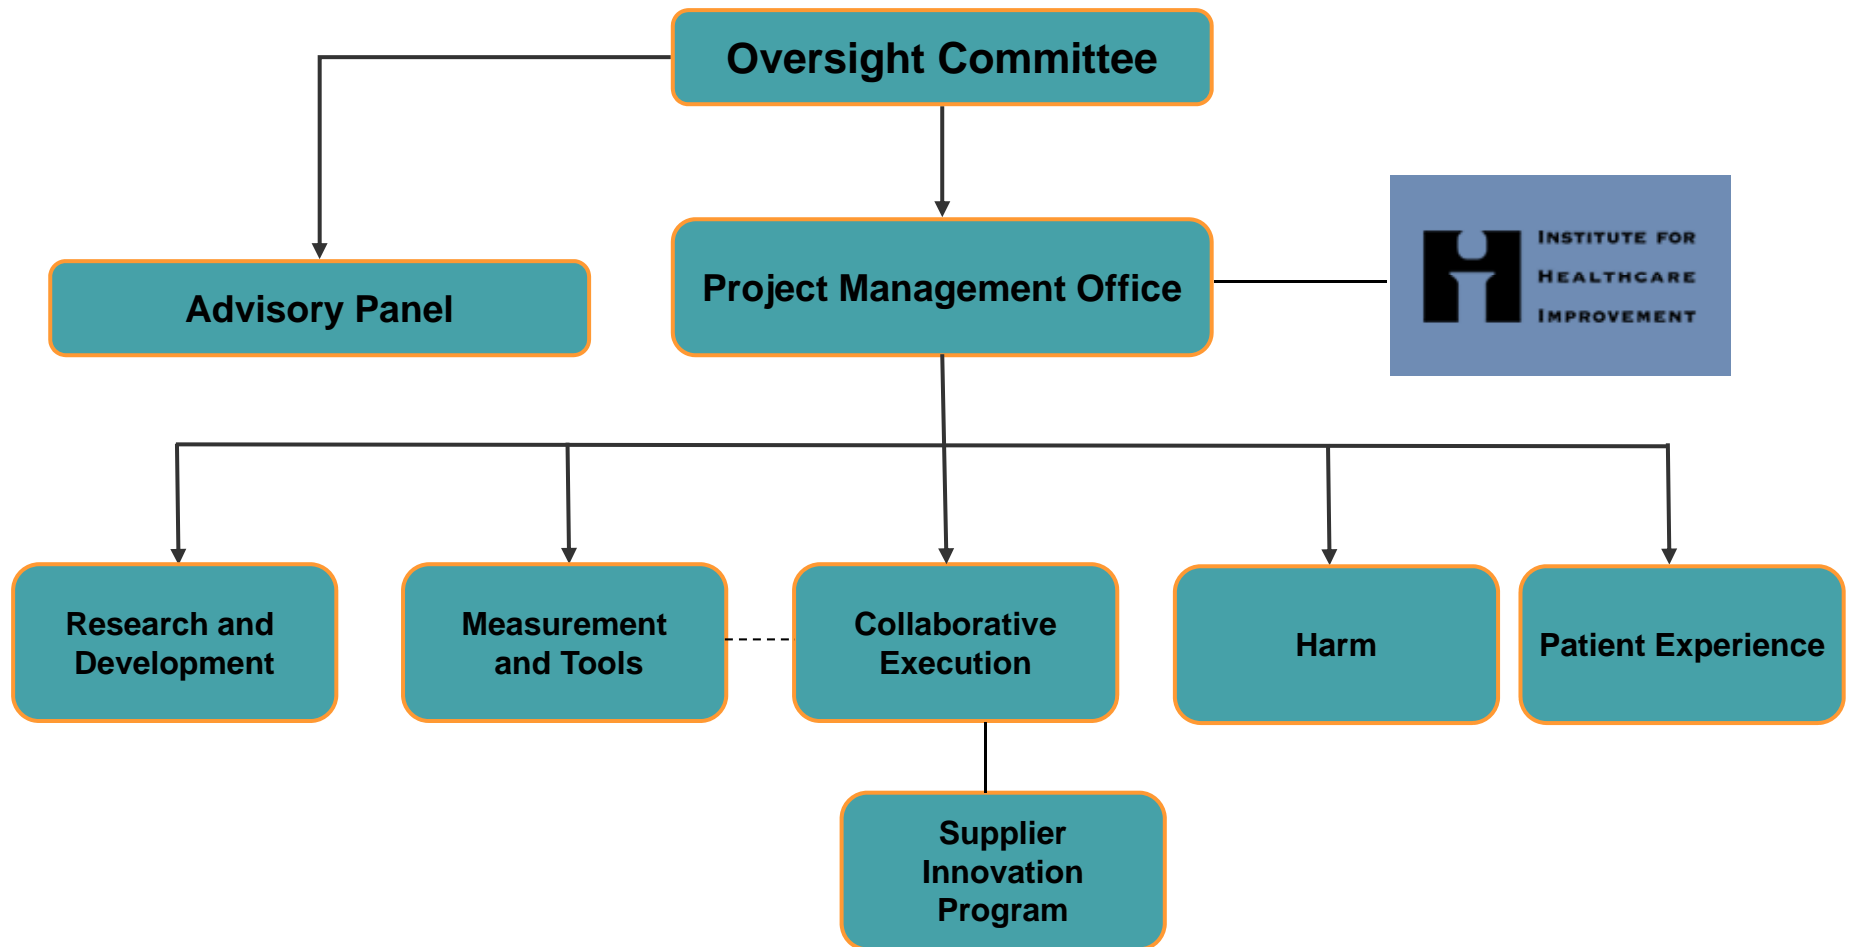 Oversight Committee
Advisory Panel
Project Management Office
INSTITUTE FOR
HEALTHCARE
IMPROVEMENT
Research and
Development
Measurement
and Tools
Collaborative
Execution
Harm
Patient Experience
Supplier
Innovation
Program